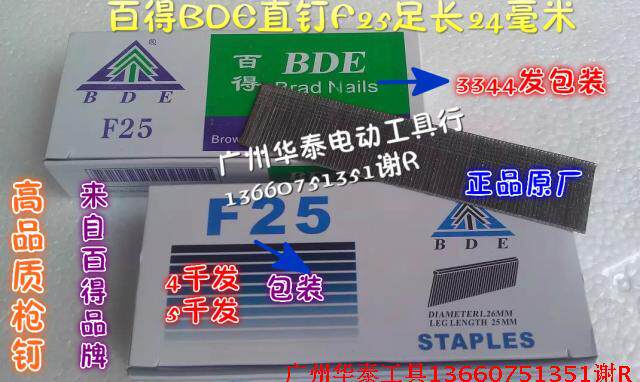 百得BDE直钉F25足长24毫米
BDE
F25
百得
BDE
Brad Nails
Brow
3344发包装
广州华泰电动工具行
13660751351谢R
正品原厂
高品质枪钉
来自百得品牌
F25
4千发
5千发
包装
BDE
DIAMETER1.26MM
LEG LENGTH 25MM
STAPLES
广州华泰工具13660751351谢R